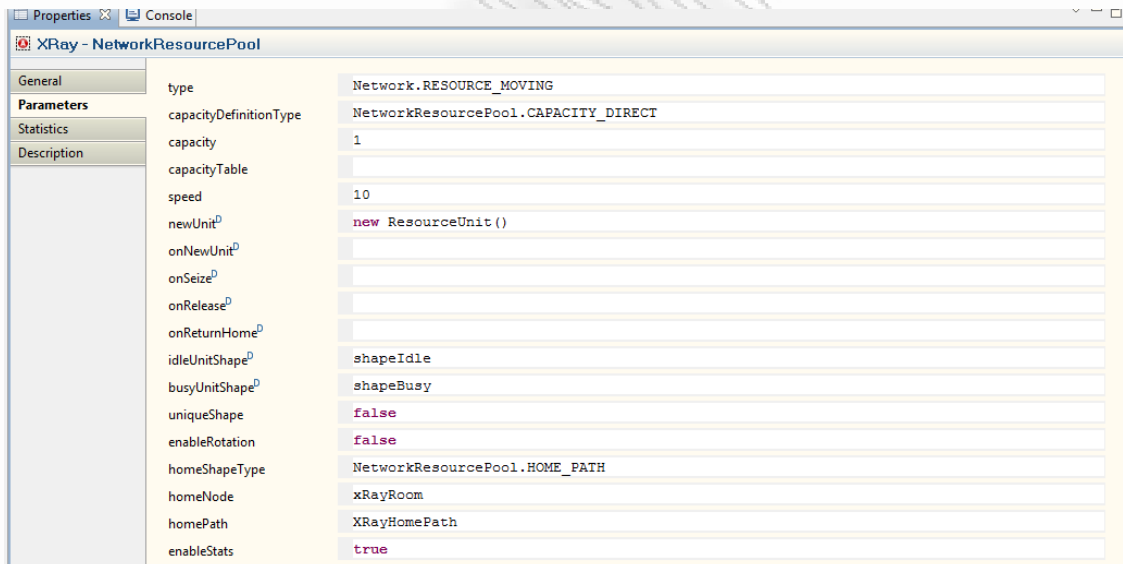 Properties Console
XRay - NetworkResourcePool
General
Parameters
Statistics
Description
type Network.RESOURCE_MOVING
capacityDefinitionType NetworkResourcePool.CAPACITY_DIRECT
capacity 1
capacityTable
speed 10
newUnitD new ResourceUnit()
onNewUnitD
onSeizeD
onReleaseD
onReturnHomeD
idleUnitShapeD shapeIdle
busyUnitShapeD shapeBusy
uniqueShape false
enableRotation false
homeShapeType NetworkResourcePool.HOME_PATH
homeNode xRayRoom
homePath XRayHomePath
enableStats true